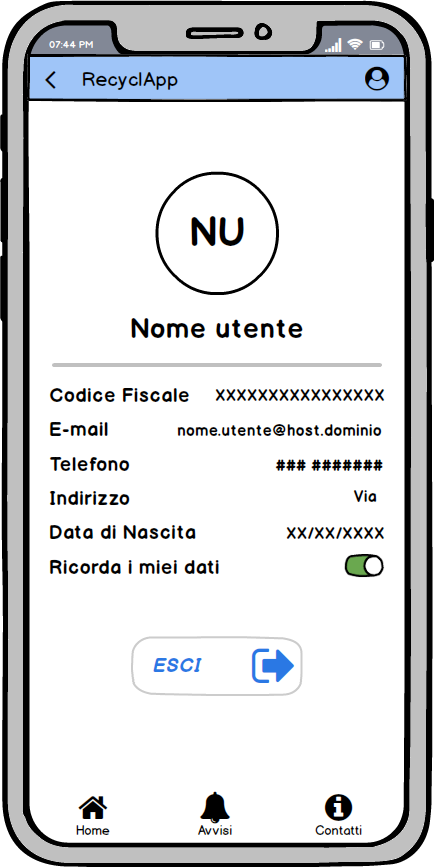 07:44 PM
RecyclApp
NU
Nome utente
Codice Fiscale XXXXXXXXXXXXXXXX
E-mail nome.utente@host.dominio
Telefono ### #######
Indirizzo Via
Data di Nascita XX/XX/XXXX
Ricorda i miei dati
ESCI
Home Avvisi Contatti